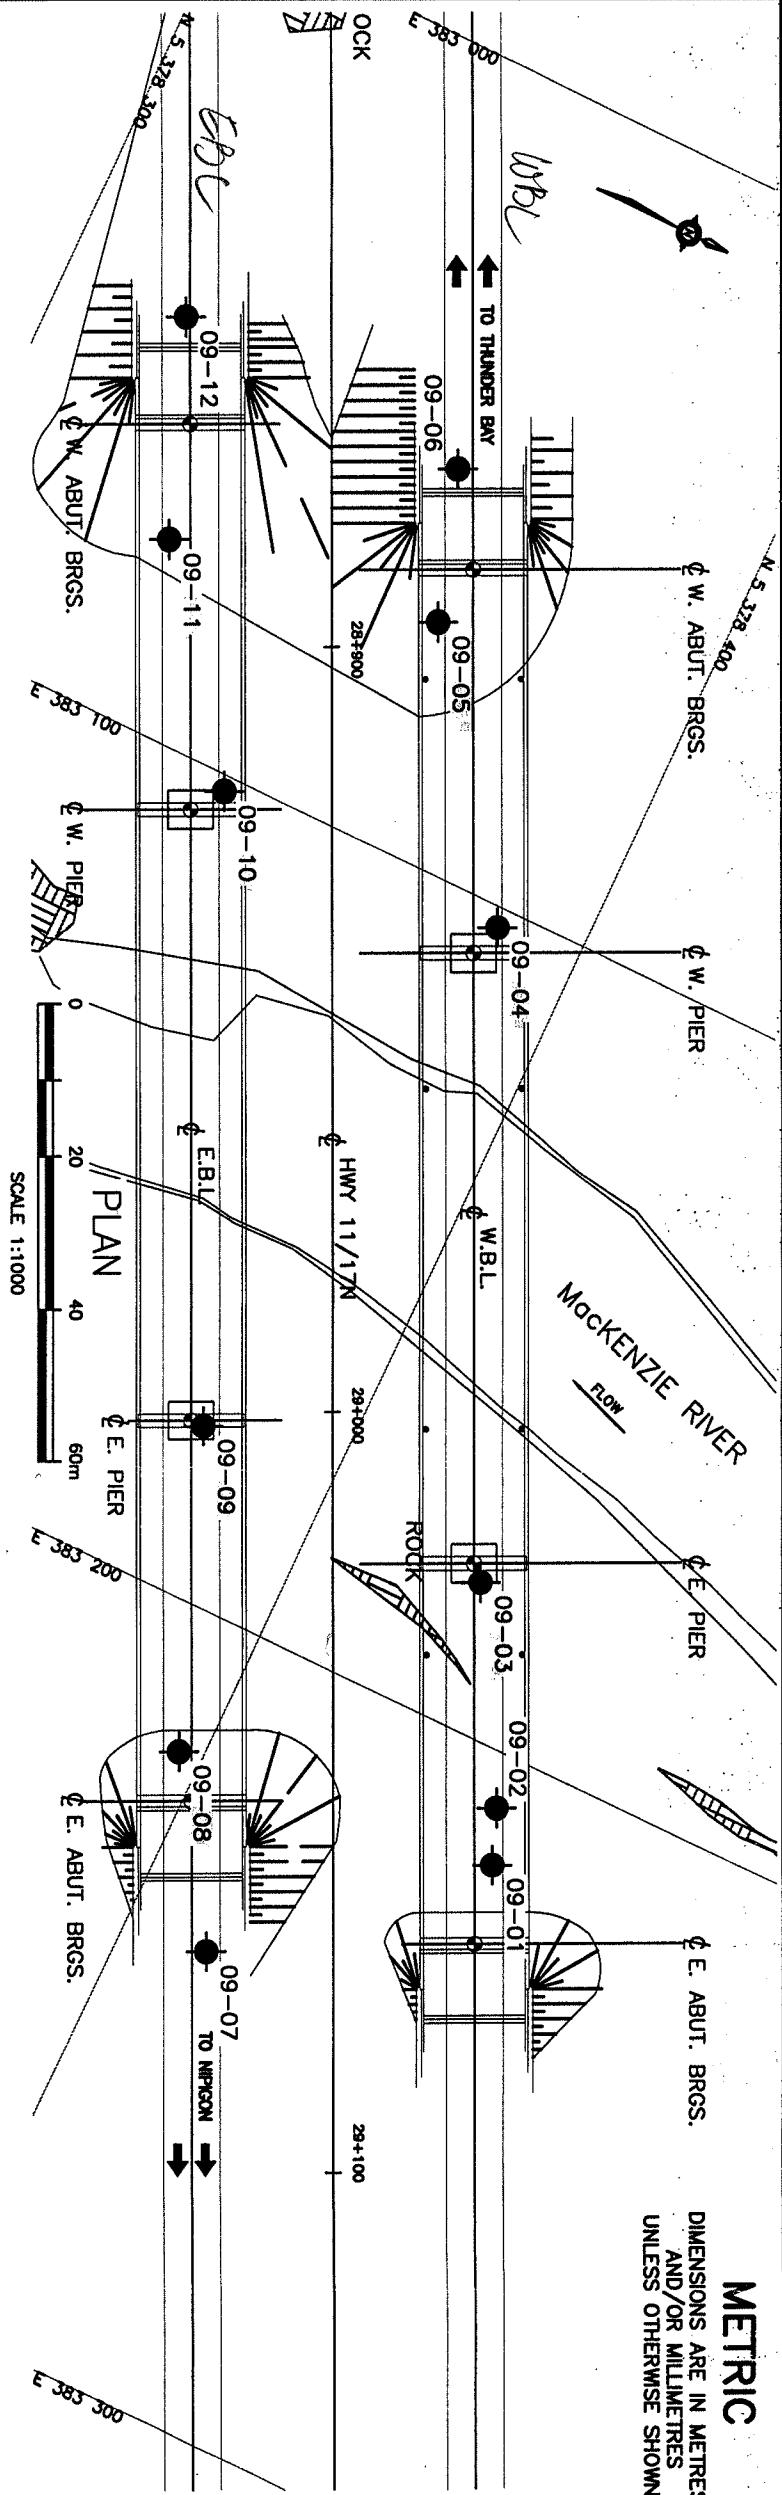 METRIC
DIMENSIONS ARE IN METRES
AND/OR MILLIMETRES
UNLESS OTHERWISE SHOWN
E 383 000
N 5 378 400
℄ W. ABUT. BRGS.
℄ W. PIER
MacKENZIE RIVER
FLOW
℄ E. PIER
℄ E. ABUT. BRGS.
WBL
TO THUNDER BAY
09-06
09-05
09-04
℄ W.B.L.
09-03
09-02
09-01
ROCK
OCK
28+900
℄ HWY 11/17N
29+000
29+100
N 5 378 300
EBL
09-12
09-11
09-10
℄ E.B.L.
09-09
09-08
09-07
TO NIPIGON
℄ W. ABUT. BRGS.
E 383 100
℄ W. PIER
℄ E. PIER
E 383 200
℄ E. ABUT. BRGS.
E 383 300
PLAN
0 20 40 60m
SCALE 1:1000